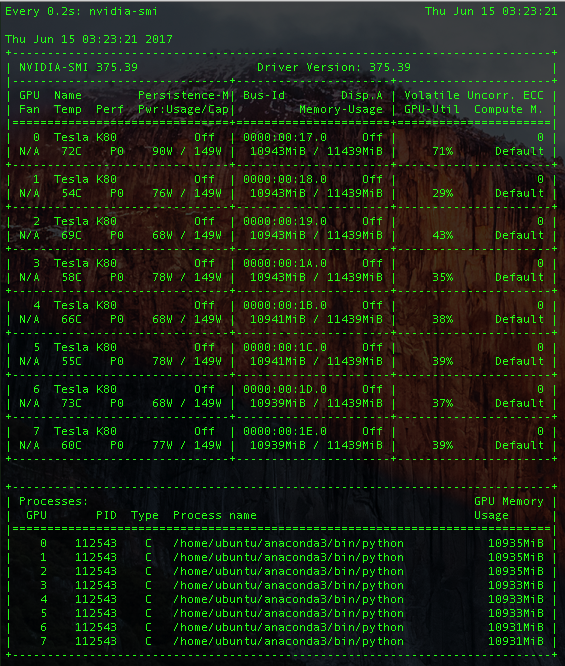 Every 0.2s: nvidia-smi Thu Jun 15 03:23:21
Thu Jun 15 03:23:21 2017
+-----------------------------------------------------------------------------+
| NVIDIA-SMI 375.39                 Driver Version: 375.39                    |
|-------------------------------+----------------------+----------------------+
| GPU  Name        Persistence-M| Bus-Id        Disp.A | Volatile Uncorr. ECC |
| Fan  Temp  Perf  Pwr:Usage/Cap|         Memory-Usage | GPU-Util  Compute M. |
|===============================+======================+======================|
|   0  Tesla K80           Off  | 0000:00:17.0     Off |                    0 |
| N/A   72C    P0    90W / 149W |  10943MiB / 11439MiB |     71%      Default |
+-------------------------------+----------------------+----------------------+
|   1  Tesla K80           Off  | 0000:00:18.0     Off |                    0 |
| N/A   54C    P0    76W / 149W |  10943MiB / 11439MiB |     29%      Default |
+-------------------------------+----------------------+----------------------+
|   2  Tesla K80           Off  | 0000:00:19.0     Off |                    0 |
| N/A   69C    P0    68W / 149W |  10943MiB / 11439MiB |     43%      Default |
+-------------------------------+----------------------+----------------------+
|   3  Tesla K80           Off  | 0000:00:1A.0     Off |                    0 |
| N/A   58C    P0    78W / 149W |  10943MiB / 11439MiB |     35%      Default |
+-------------------------------+----------------------+----------------------+
|   4  Tesla K80           Off  | 0000:00:1B.0     Off |                    0 |
| N/A   66C    P0    68W / 149W |  10941MiB / 11439MiB |     38%      Default |
+-------------------------------+----------------------+----------------------+
|   5  Tesla K80           Off  | 0000:00:1C.0     Off |                    0 |
| N/A   55C    P0    78W / 149W |  10941MiB / 11439MiB |     39%      Default |
+-------------------------------+----------------------+----------------------+
|   6  Tesla K80           Off  | 0000:00:1D.0     Off |                    0 |
| N/A   73C    P0    68W / 149W |  10939MiB / 11439MiB |     37%      Default |
+-------------------------------+----------------------+----------------------+
|   7  Tesla K80           Off  | 0000:00:1E.0     Off |                    0 |
| N/A   60C    P0    77W / 149W |  10939MiB / 11439MiB |     39%      Default |
+-------------------------------+----------------------+----------------------+
+-----------------------------------------------------------------------------+
| Processes:                                                       GPU Memory |
|  GPU       PID  Type  Process name                               Usage      |
|=============================================================================|
|    0    112543    C   /home/ubuntu/anaconda3/bin/python            10935MiB |
|    1    112543    C   /home/ubuntu/anaconda3/bin/python            10935MiB |
|    2    112543    C   /home/ubuntu/anaconda3/bin/python            10935MiB |
|    3    112543    C   /home/ubuntu/anaconda3/bin/python            10935MiB |
|    4    112543    C   /home/ubuntu/anaconda3/bin/python            10933MiB |
|    5    112543    C   /home/ubuntu/anaconda3/bin/python            10933MiB |
|    6    112543    C   /home/ubuntu/anaconda3/bin/python            10931MiB |
|    7    112543    C   /home/ubuntu/anaconda3/bin/python            10931MiB |
+-----------------------------------------------------------------------------+